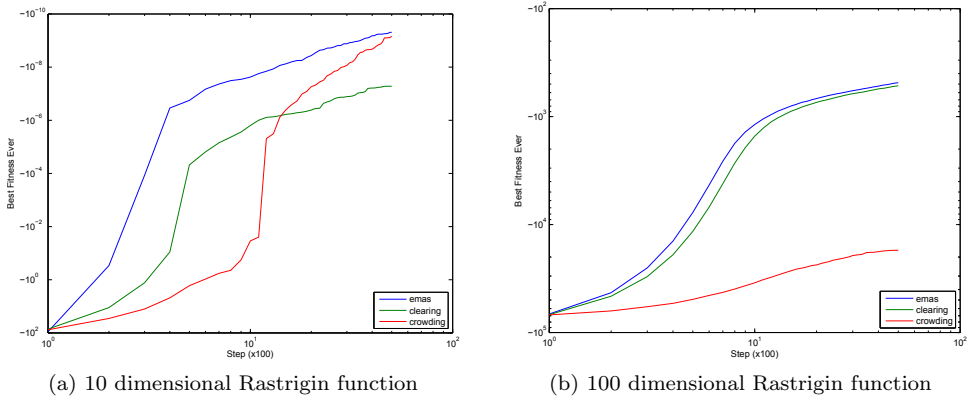 −10^−10
−10^−8
−10^−6
−10^−4
−10^−2
−10^0
−10^2
Best Fitness Ever
10^0
10^1
10^2
Step (x100)
emas
clearing
crowding
(a) 10 dimensional Rastrigin function
−10^2
−10^3
−10^4
−10^5
Best Fitness Ever
10^0
10^1
10^2
Step (x100)
emas
clearing
crowding
(b) 100 dimensional Rastrigin function